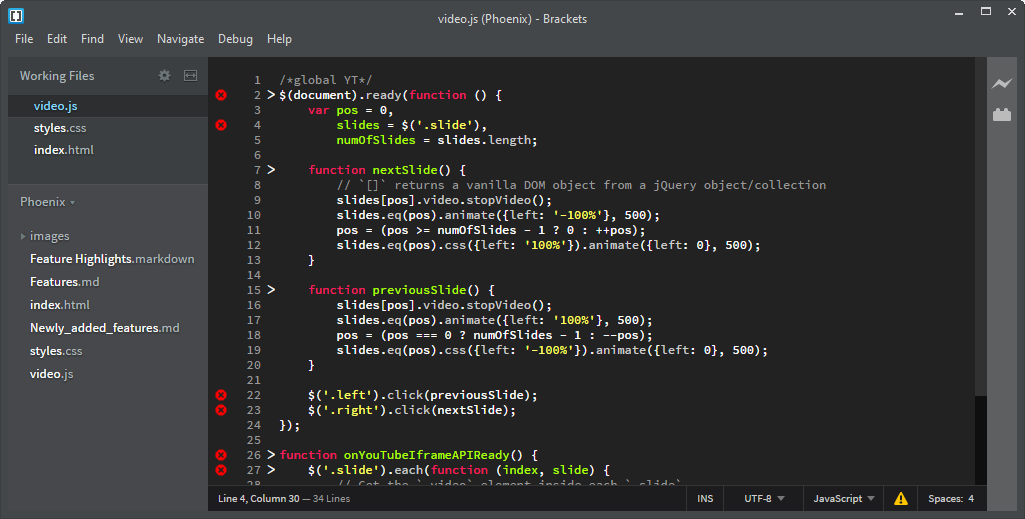 video.js (Phoenix) - Brackets
File Edit Find View Navigate Debug Help
Working Files
video.js
styles.css
index.html
Phoenix
images
Feature Highlights.markdown
Features.md
index.html
Newly_added_features.md
styles.css
video.js
1 /*global YT*/
2 $(document).ready(function () {
3     var pos = 0,
4         slides = $('.slide'),
5         numOfSlides = slides.length;
6
7     function nextSlide() {
8         // `[]` returns a vanilla DOM object from a jQuery object/collection
9         slides[pos].video.stopVideo();
10         slides.eq(pos).animate({left: '-100%'}, 500);
11         pos = (pos >= numOfSlides - 1 ? 0 : ++pos);
12         slides.eq(pos).css({left: '100%'}).animate({left: 0}, 500);
13     }
14
15     function previousSlide() {
16         slides[pos].video.stopVideo();
17         slides.eq(pos).animate({left: '100%'}, 500);
18         pos = (pos === 0 ? numOfSlides - 1 : --pos);
19         slides.eq(pos).css({left: '-100%'}).animate({left: 0}, 500);
20     }
21
22     $('.left').click(previousSlide);
23     $('.right').click(nextSlide);
24 });
25
26 function onYouTubeIframeAPIReady() {
27     $('.slide').each(function (index, slide) {
28         // Get the `.video` element inside each `.slide`
Line 4, Column 30 — 34 Lines INS UTF-8 JavaScript Spaces: 4